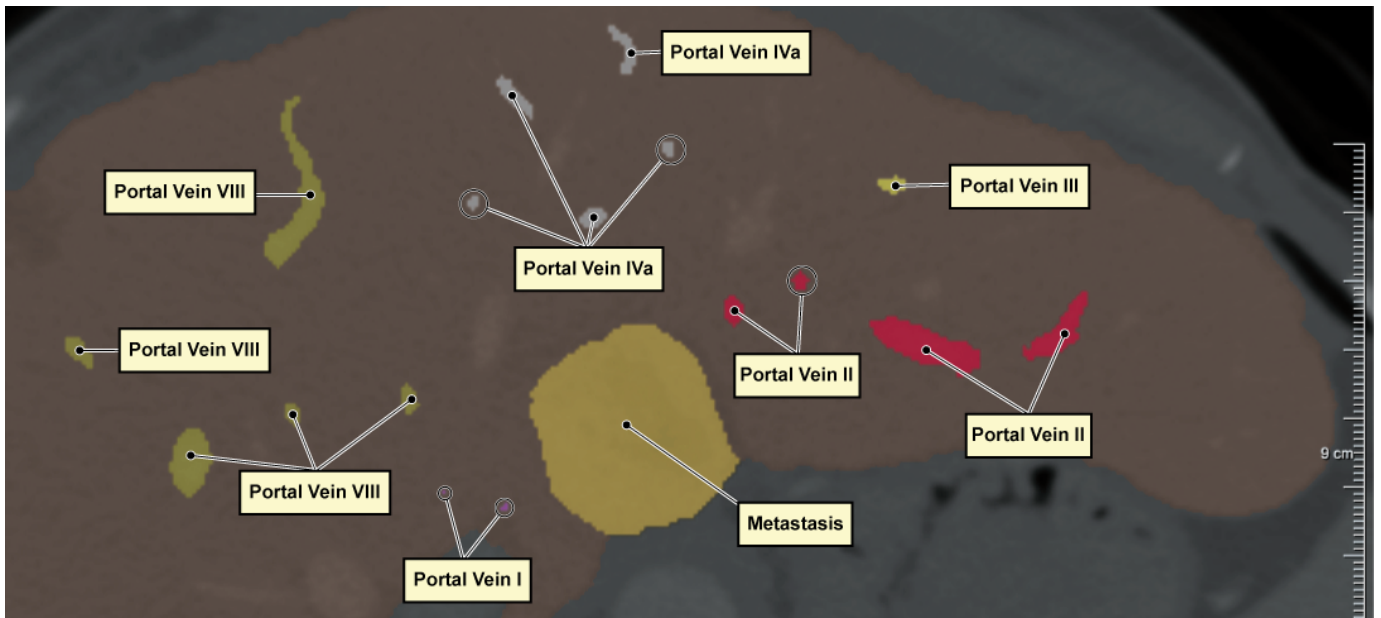 Portal Vein IVa
Portal Vein VIII
Portal Vein III
Portal Vein IVa
Portal Vein VIII
Portal Vein II
Portal Vein II
9 cm
Portal Vein VIII
Metastasis
Portal Vein I